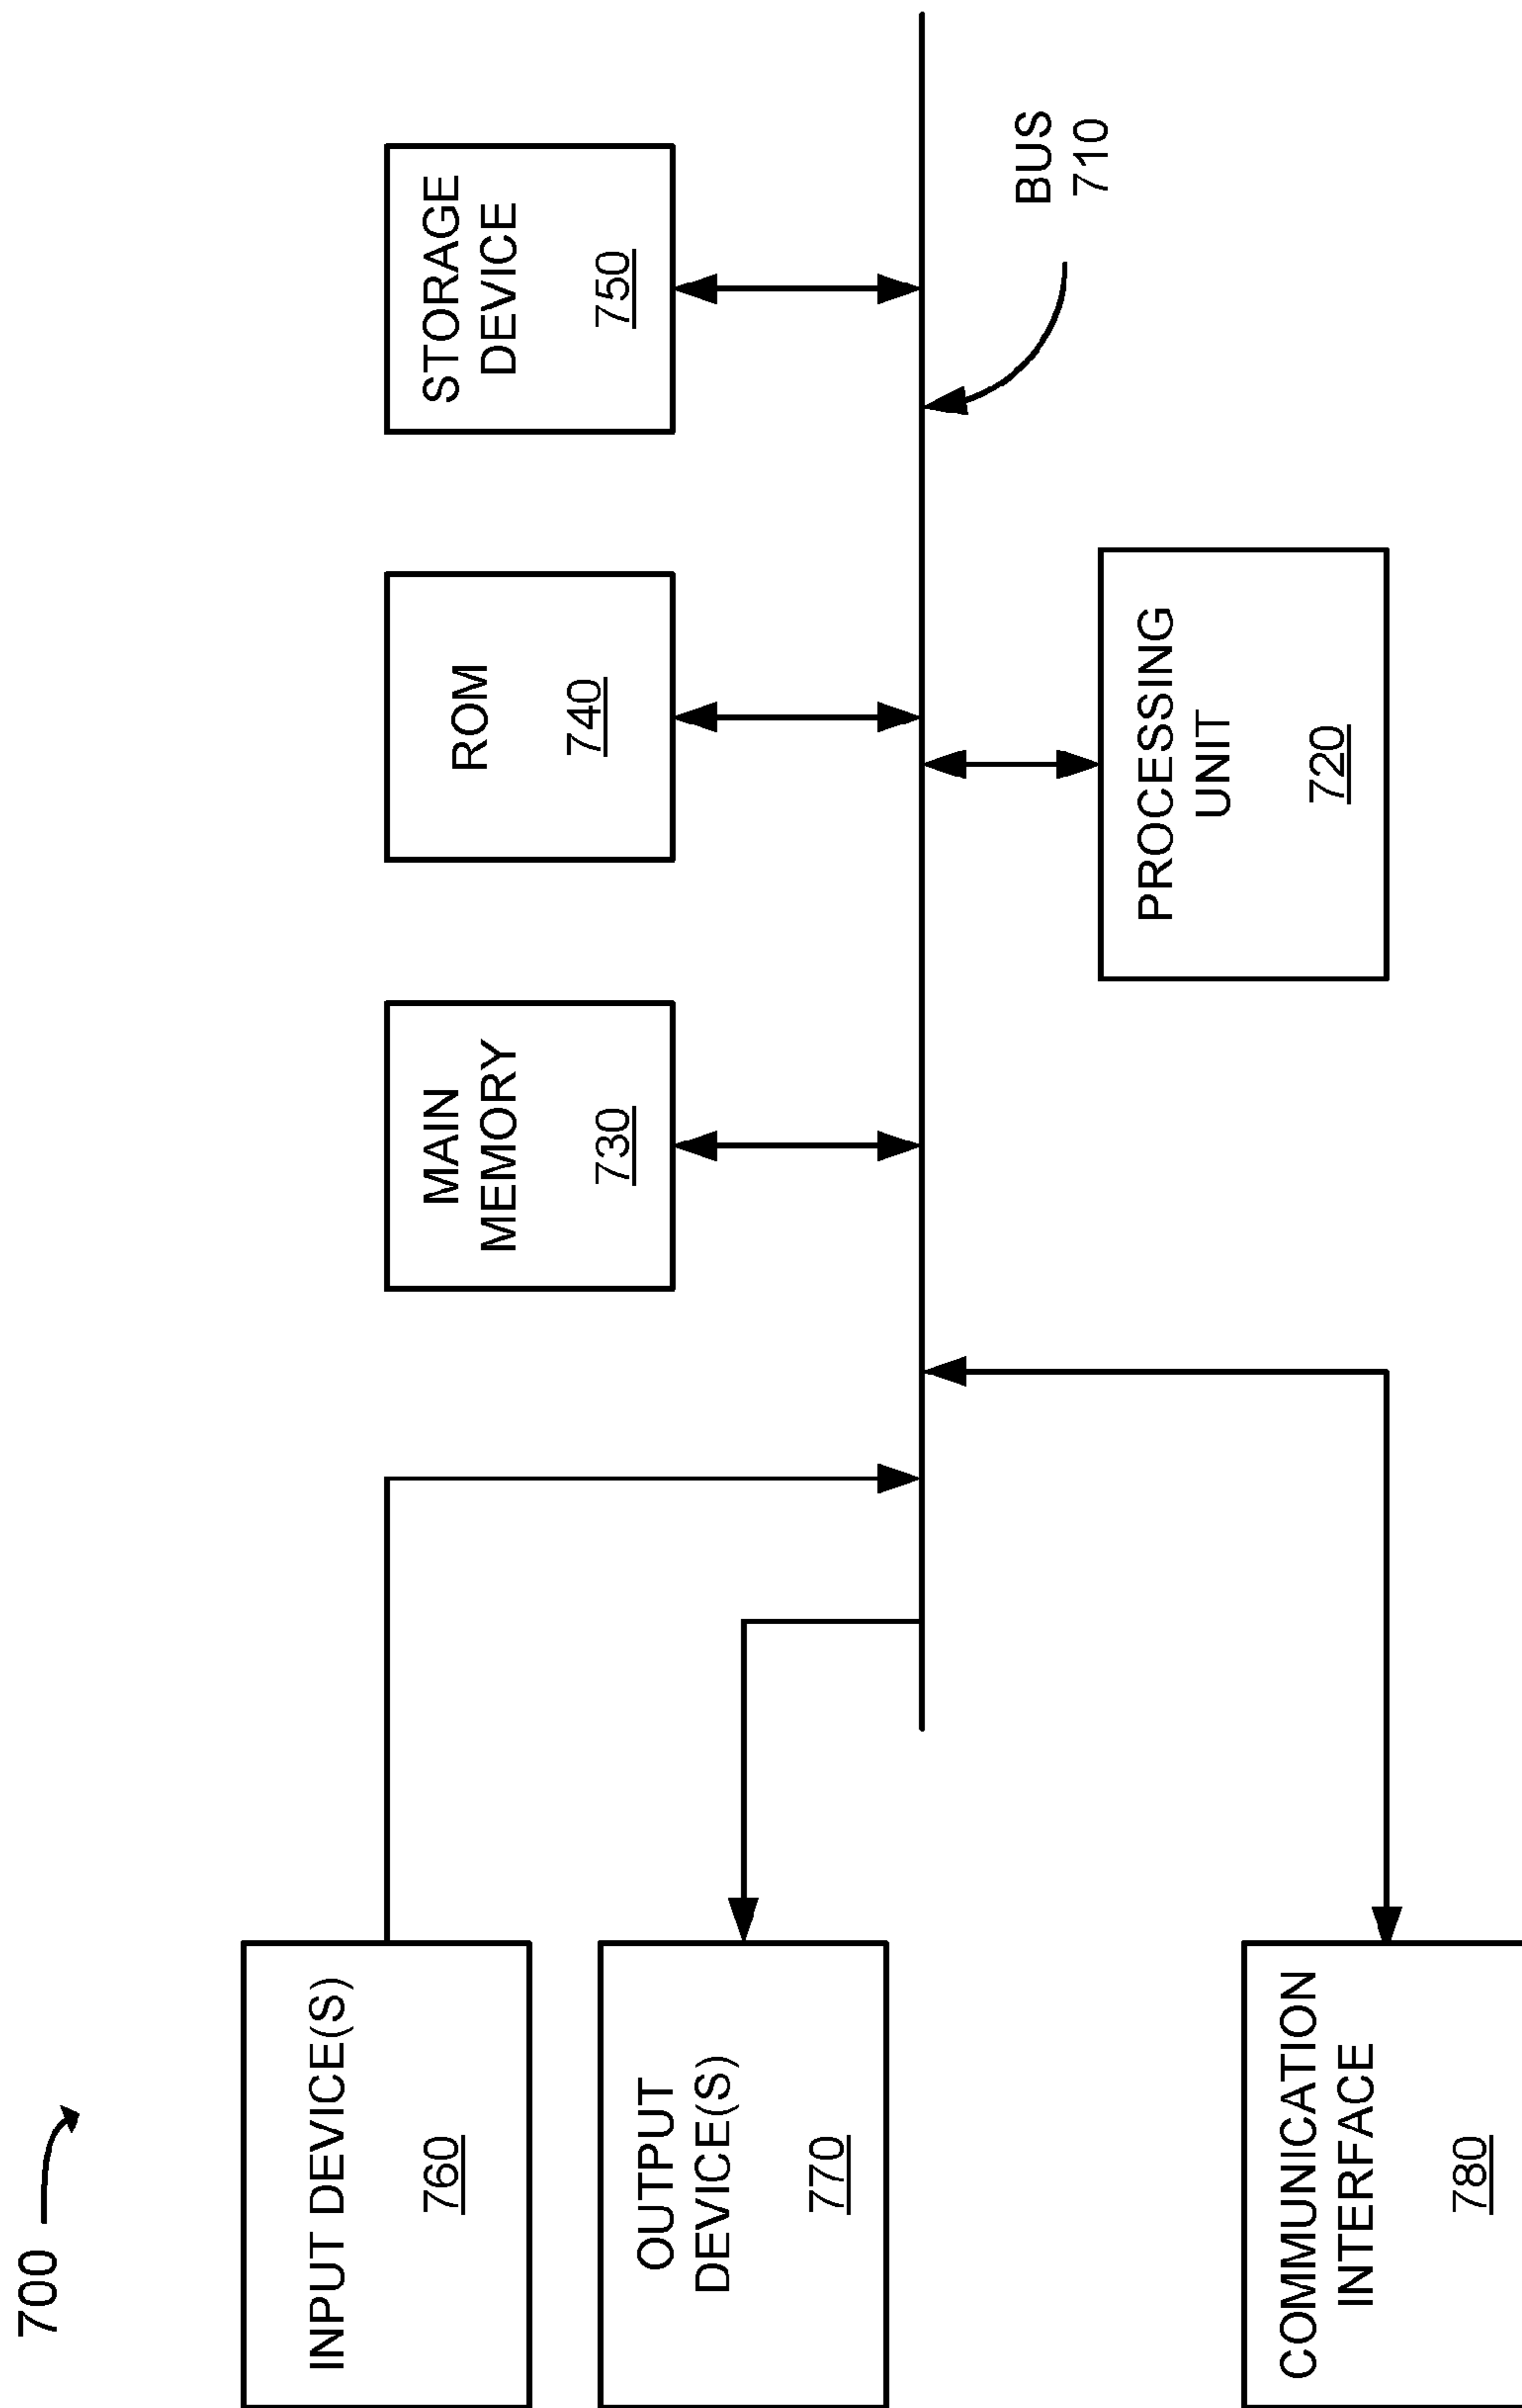 700
INPUT DEVICE(S)
760
MAIN
MEMORY
730
ROM
740
STORAGE
DEVICE
750
OUTPUT
DEVICE(S)
770
BUS
710
PROCESSING
UNIT
720
COMMUNICATION
INTERFACE
780